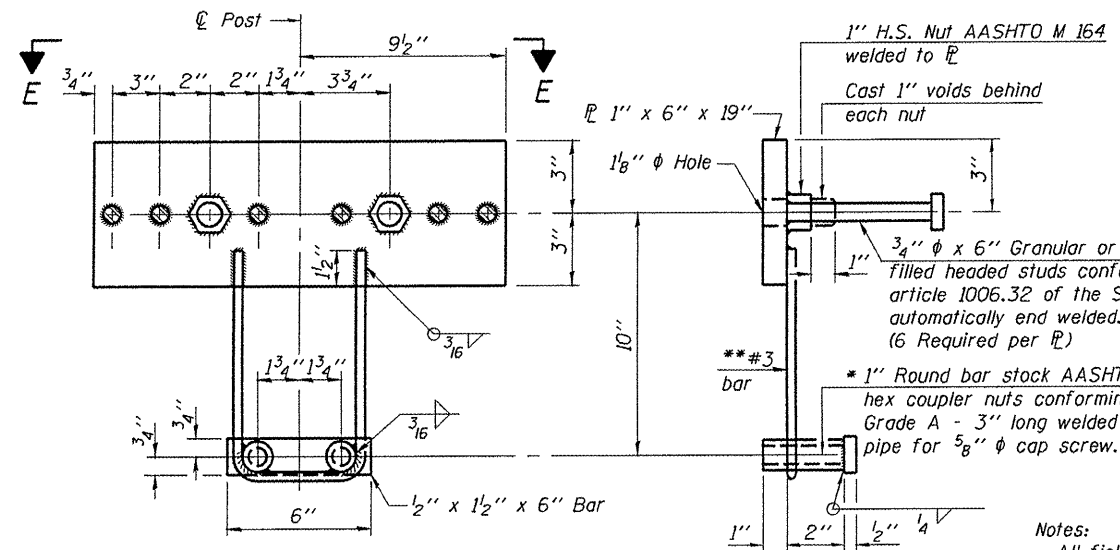 ℄ Post
9½"
E
E
¾"
3"
2"
2"
1¾"
3¾"
3"
3"
1½"
3/16
1¾"
1¾"
3/16
¾"
¾"
6"
½" x 1½" x 6" Bar
10"
1" H.S. Nut AASHTO M 164
welded to ℙ
Cast 1" voids behind
each nut
ℙ 1" x 6" x 19"
1⅛" ϕ Hole
3"
1"
¾" ϕ x 6" Granular or
filled headed studs conf
article 1006.32 of the S
automatically end welded.
(6 Required per ℙ)
**#3
bar
* 1" Round bar stock AASHT
hex coupler nuts conformin
Grade A - 3" long welded
pipe for ⅝" ϕ cap screw.
¼
1"
2"
½"
Notes:
All fiel